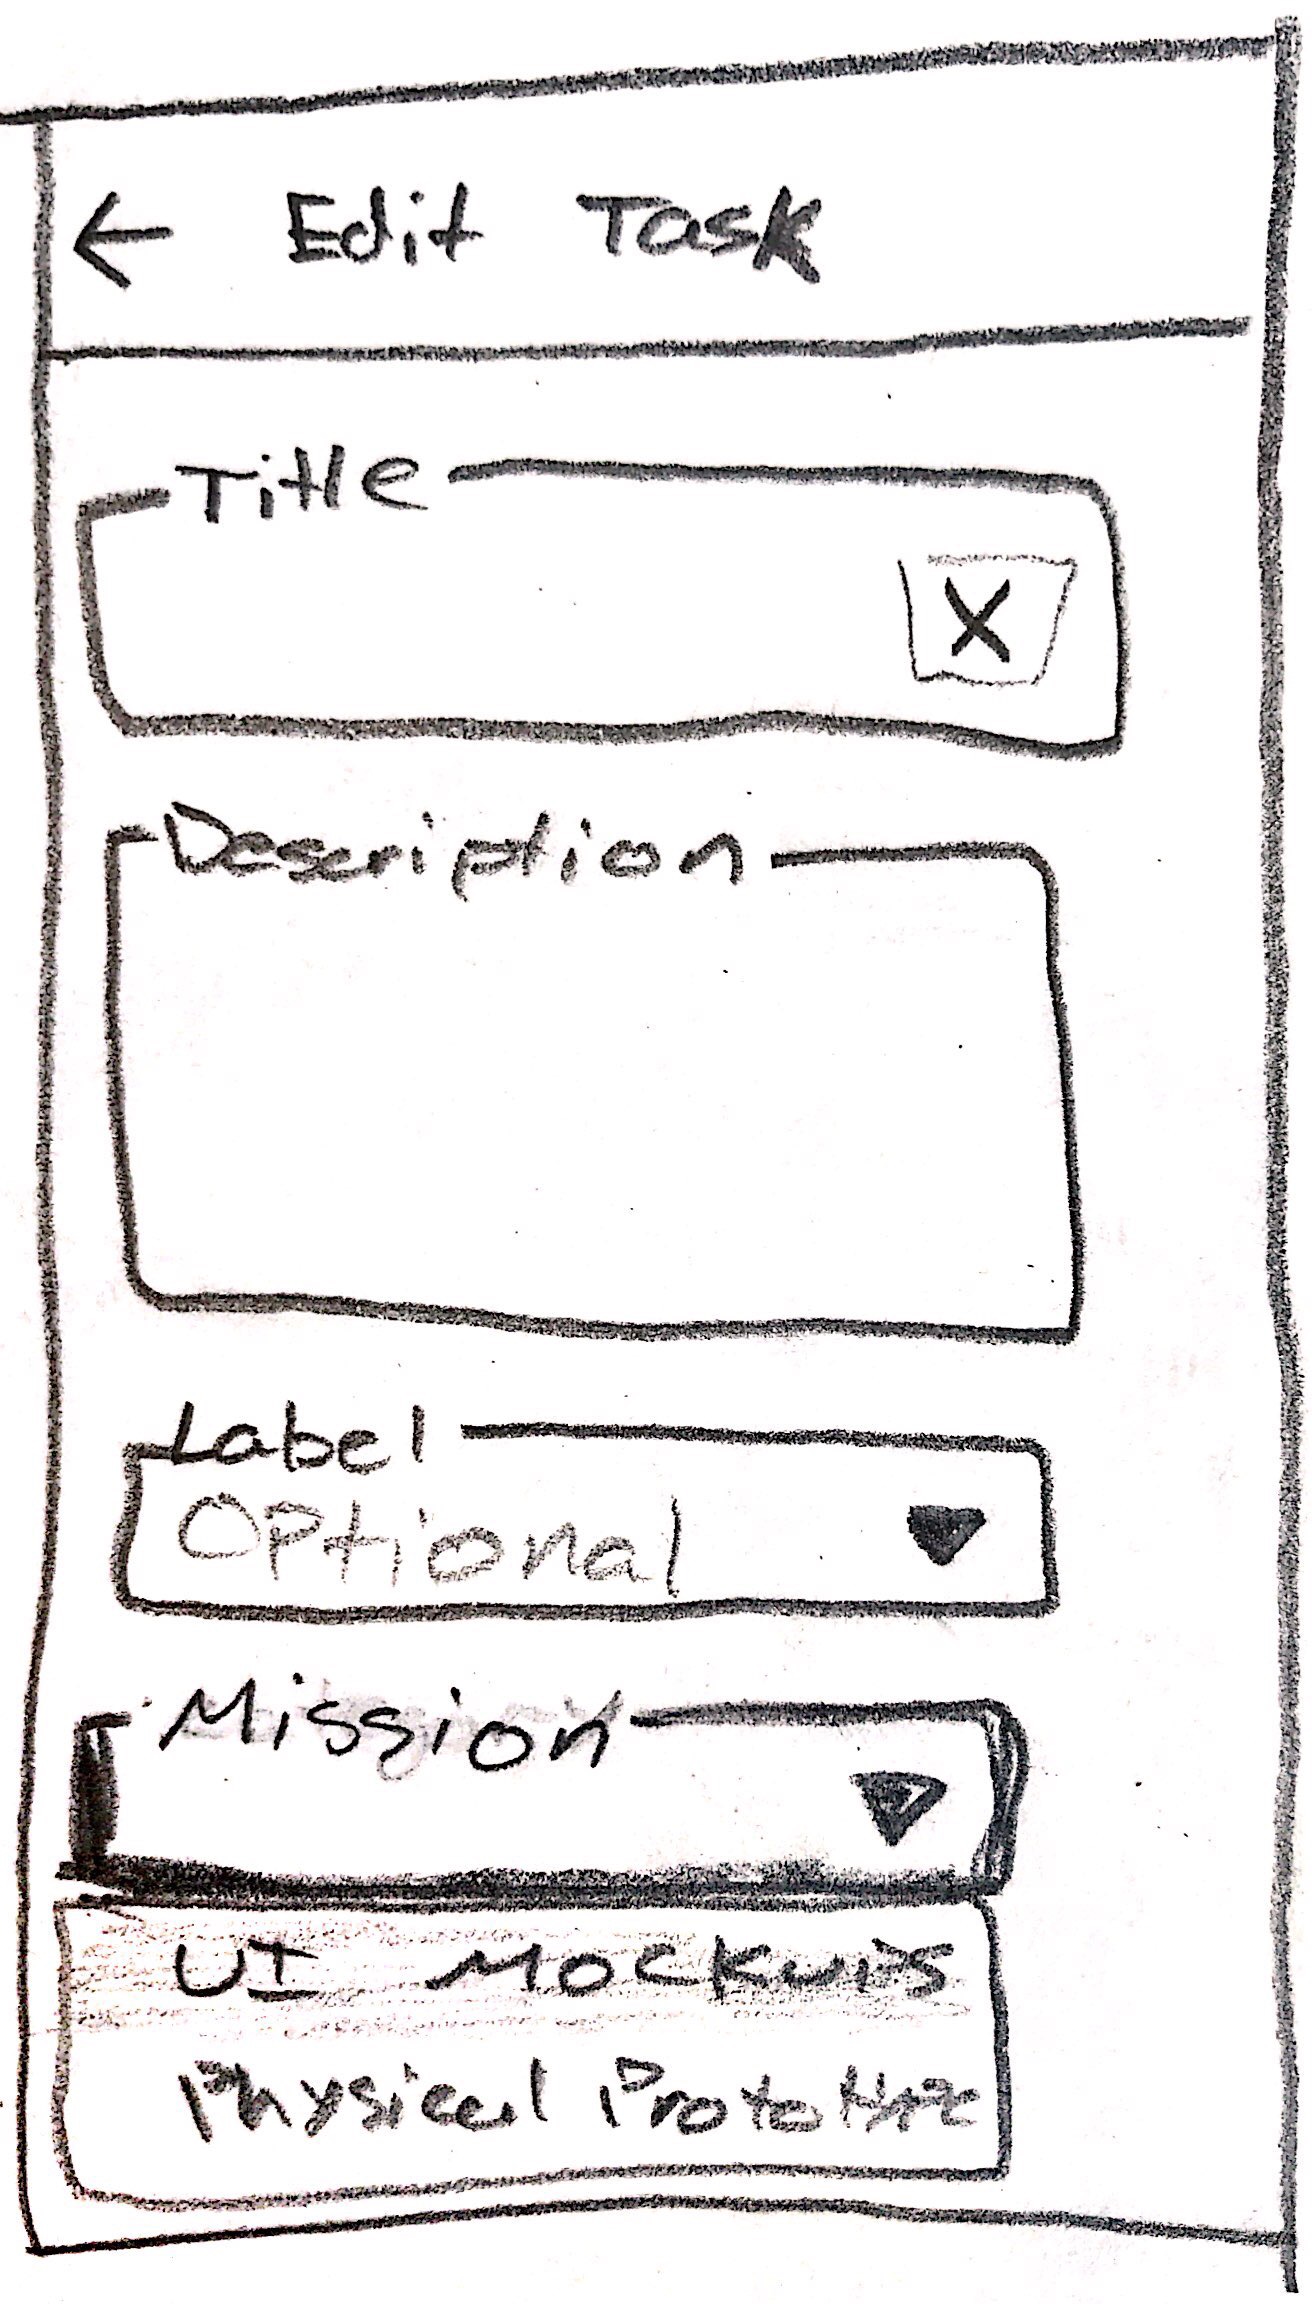 ← Edit Task
Title
X
Description
Label
Optional
Mission
UI Mockups
Physical Prototype